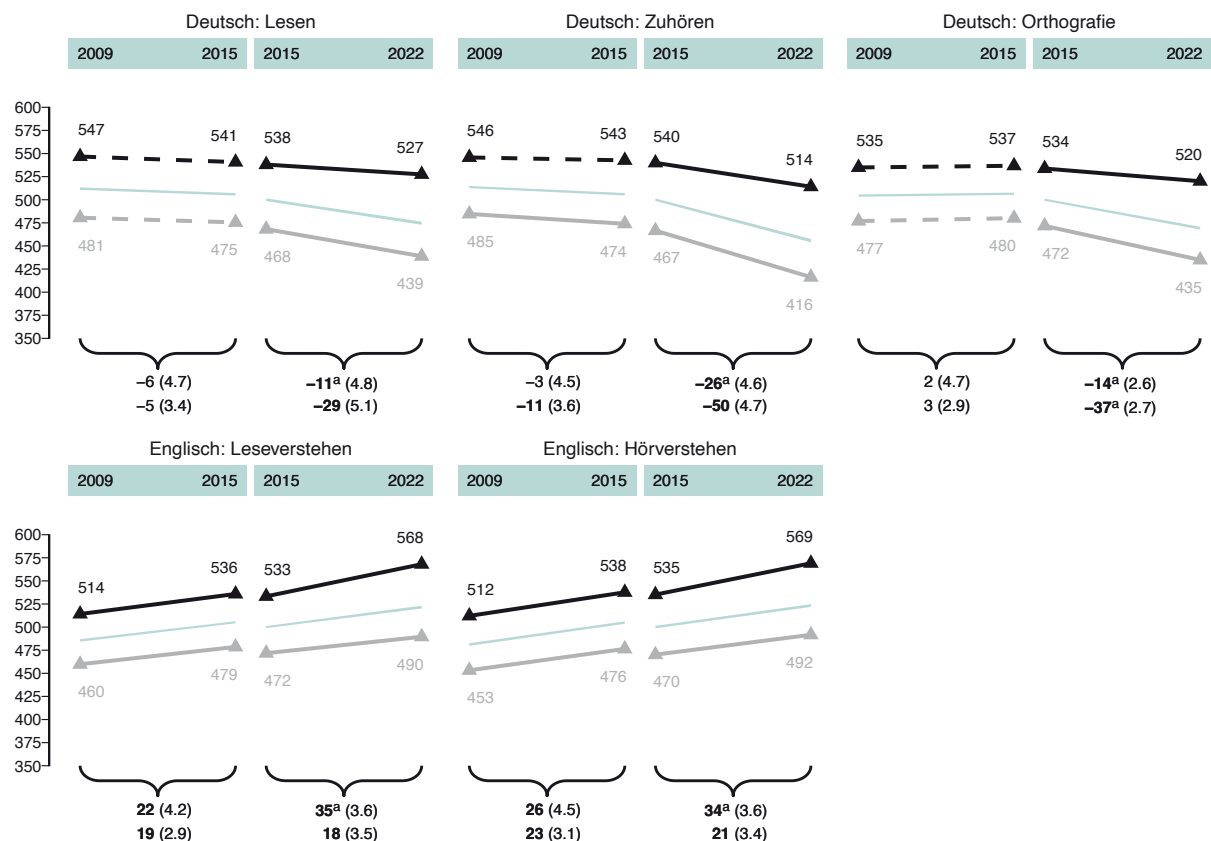 Deutsch: Lesen Deutsch: Zuhören Deutsch: Orthografie
2009 2015 2015 2022 2009 2015 2015 2022 2009 2015 2015 2022
600
575
550
525
500
475
450
425
400
375
350
547 541 538 527 546 543 540 514 535 537 534 520
481 475 468 439 485 474 467 416 477 480 472 435
–6 (4.7) –11ª (4.8) –3 (4.5) –26ª (4.6) 2 (4.7) –14ª (2.6)
–5 (3.4) –29 (5.1) –11 (3.6) –50 (4.7) 3 (2.9) –37ª (2.7)
Englisch: Leseverstehen Englisch: Hörverstehen
2009 2015 2015 2022 2009 2015 2015 2022
600
575
550
525
500
475
450
425
400
375
350
514 536 533 568 512 538 535 569
460 479 472 490 453 476 470 492
22 (4.2) 35ª (3.6) 26 (4.5) 34ª (3.6)
19 (2.9) 18 (3.5) 23 (3.1) 21 (3.4)